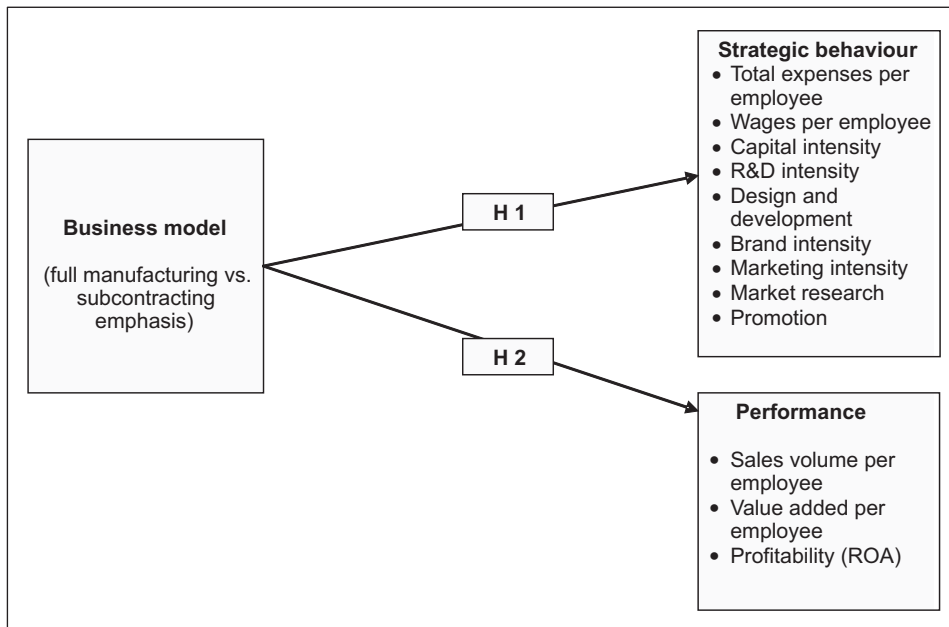 Business model
(full manufacturing vs.
subcontracting
emphasis)
H 1
H 2
Strategic behaviour
• Total expenses per
employee
• Wages per employee
• Capital intensity
• R&D intensity
• Design and
development
• Brand intensity
• Marketing intensity
• Market research
• Promotion
Performance
• Sales volume per
employee
• Value added per
employee
• Profitability (ROA)